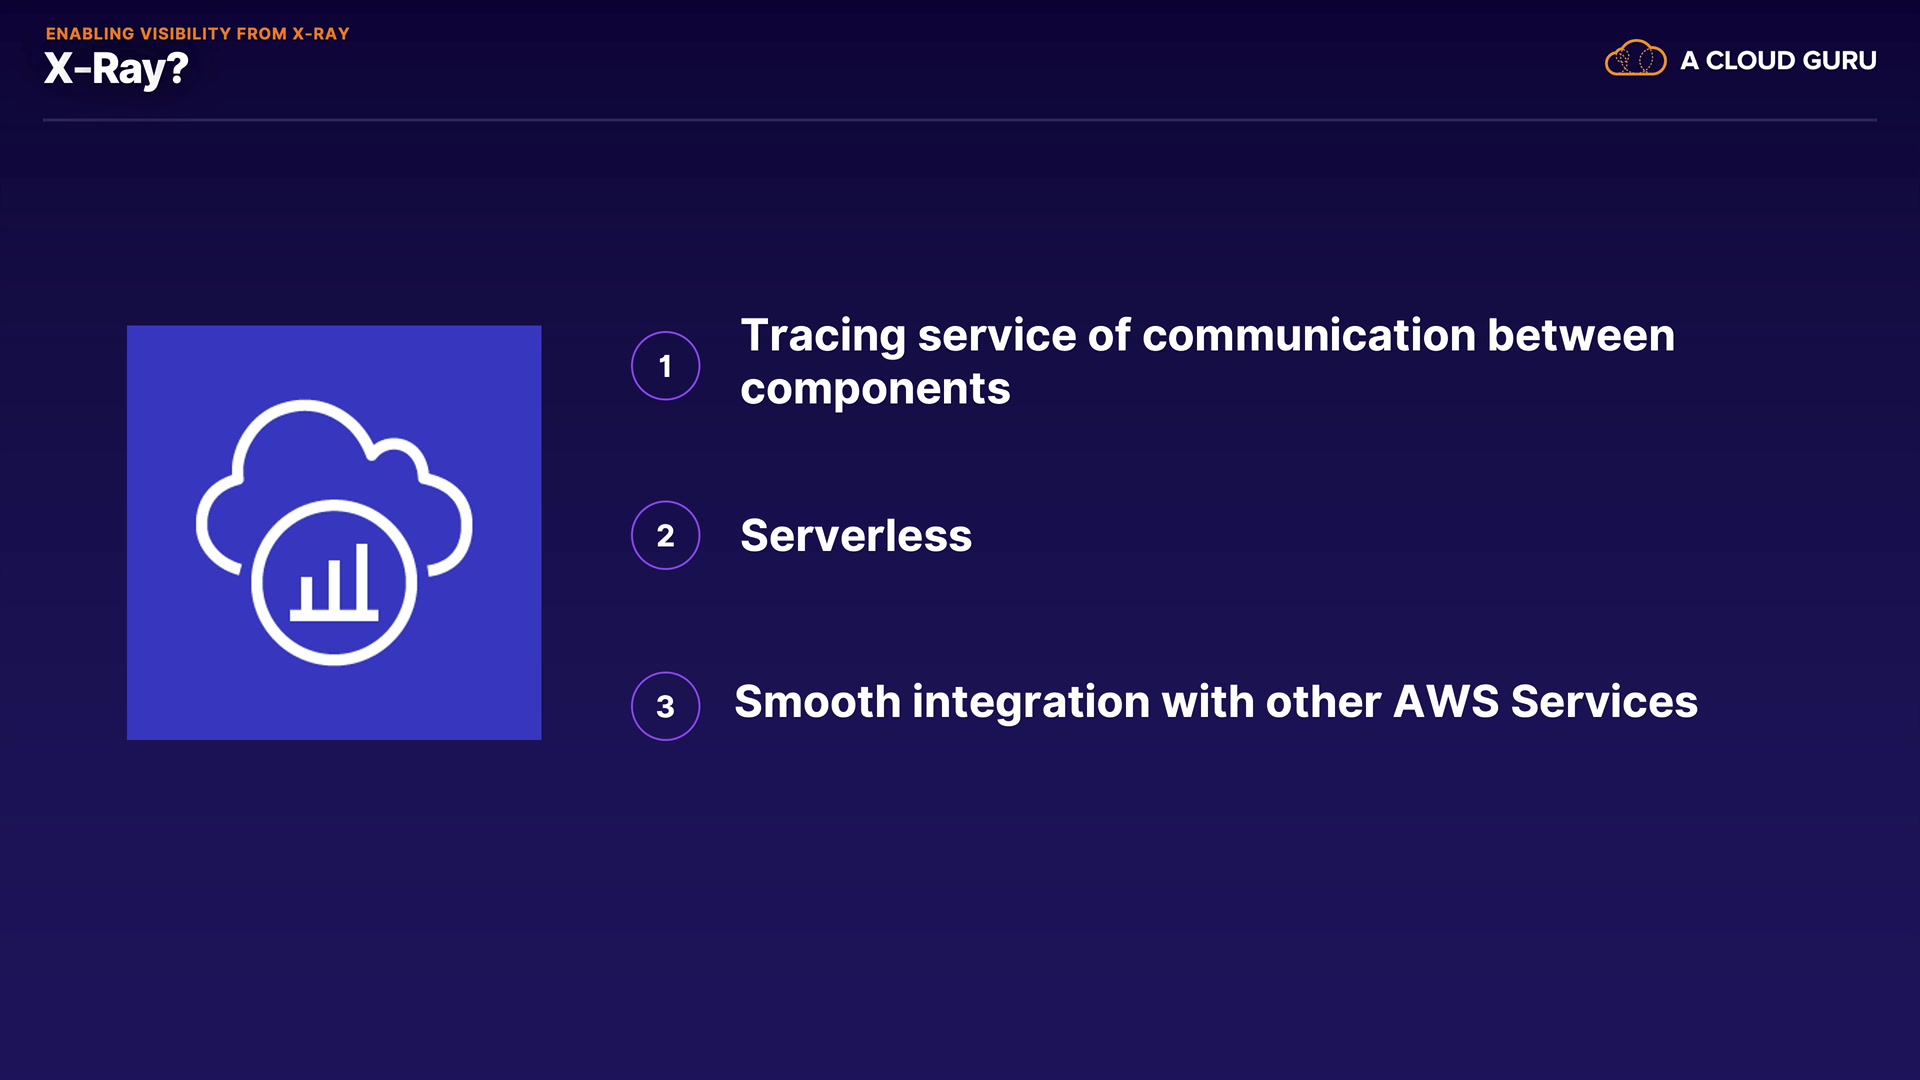 ENABLING VISIBILITY FROM X-RAY
X-Ray?
A CLOUD GURU
1
Tracing service of communication between
components
2
Serverless
3
Smooth integration with other AWS Services